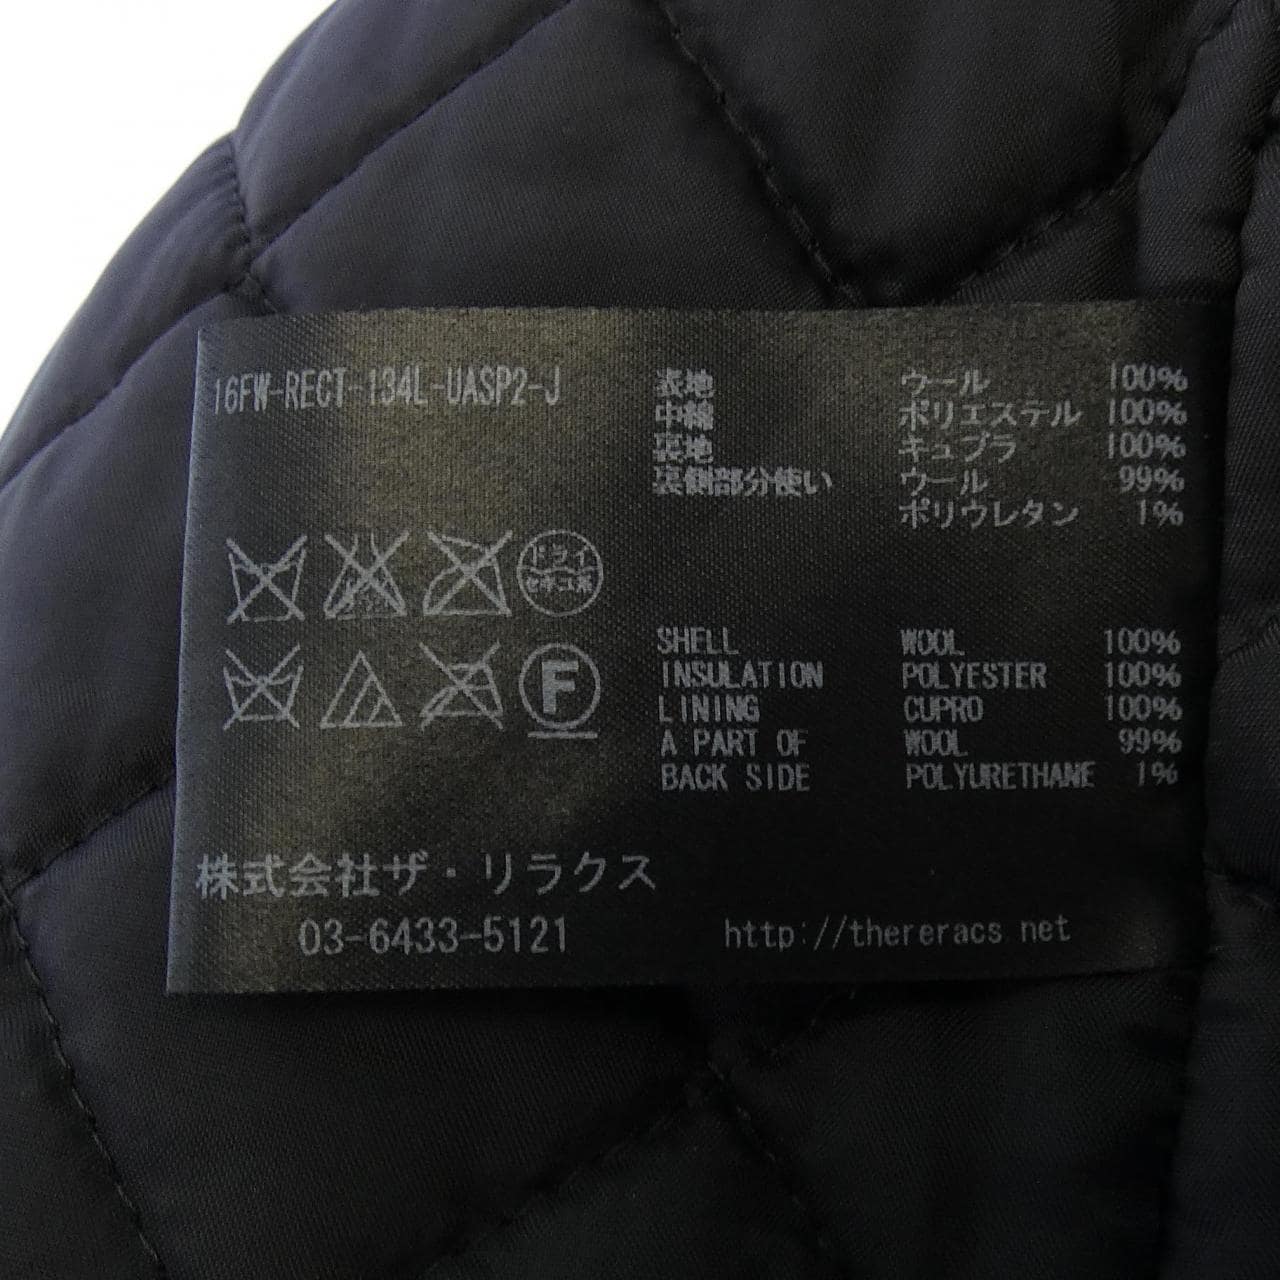 16FW-RECT-134L-UASP2-J
表地 ウール 100%
中綿 ポリエステル 100%
裏地 キュプラ 100%
裏側部分使い ウール 99%
ポリウレタン 1%
ドライ
セキユ系
SHELL WOOL 100%
INSULATION POLYESTER 100%
LINING CUPRO 100%
A PART OF WOOL 99%
BACK SIDE POLYURETHANE 1%
F
株式会社ザ・リラクス
03-6433-5121 http://thereracs.net